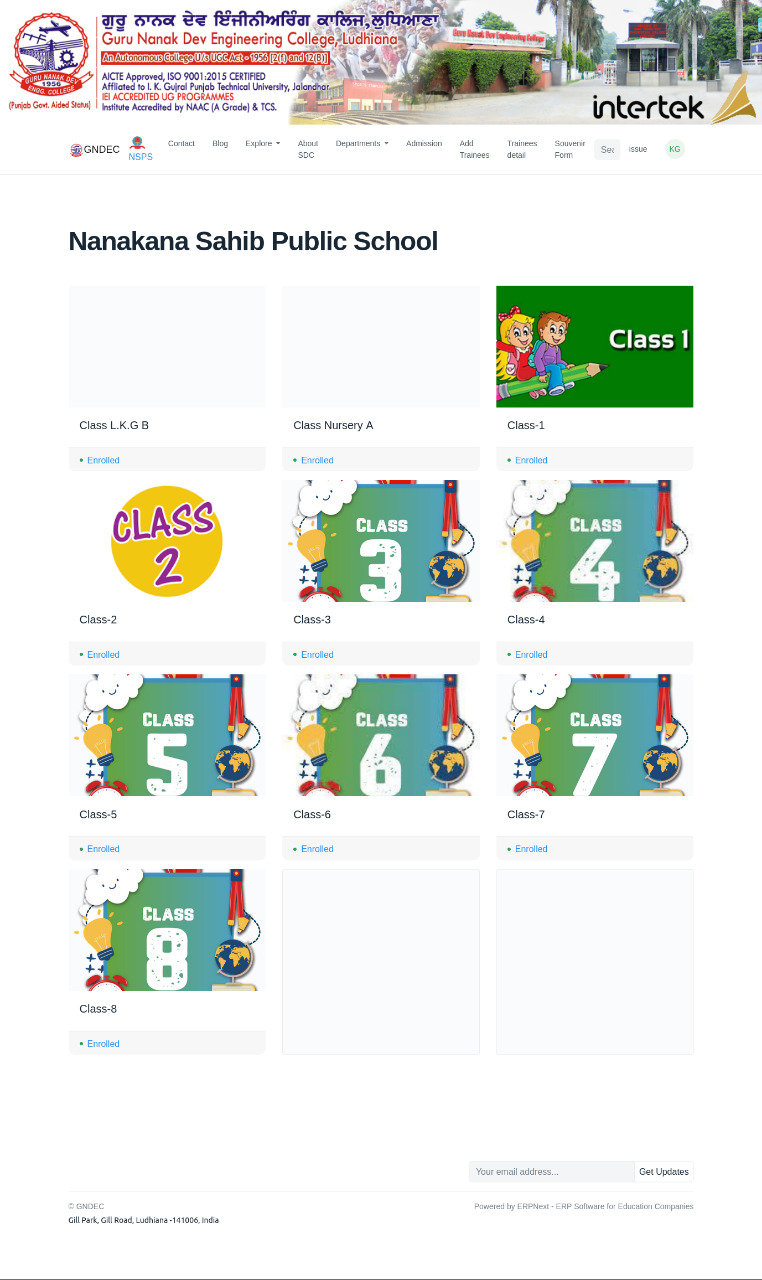 ਗੁਰੂ ਨਾਨਕ ਦੇਵ ਇੰਜੀਨੀਅਰਿੰਗ ਕਾਲਿਜ, ਲੁਧਿਆਣਾ
Guru Nanak Dev Engineering College, Ludhiana
An Autonomous College U/s UGC Act - 1956 [2(f) and 12(B)]
AICTE Approved, ISO 9001:2015 CERTIFIED
Affliated to I. K. Gujral Punjab Technical University, Jalandhar
IEI ACCREDITED UG PROGRAMMES
Institute Accredited by NAAC (A Grade) & TCS.
GURU NANAK DEV
1956
ENGG. COLLEGE
(Punjab Govt. Aided Status)
Guru Nanak Dev Engg. College
intertek
GNDEC
NSPS
Contact
Blog
Explore
About SDC
Departments
Admission
Add Trainees
Trainees detail
Souvenir Form
Sea
issue
KG
Nanakana Sahib Public School
Class 1
Class L.K.G B
Class Nursery A
Class-1
Enrolled
Enrolled
Enrolled
CLASS 2
CLASS 3
CLASS 4
Class-2
Class-3
Class-4
Enrolled
Enrolled
Enrolled
CLASS 5
CLASS 6
CLASS 7
Class-5
Class-6
Class-7
Enrolled
Enrolled
Enrolled
CLASS 8
Class-8
Enrolled
Your email address...
Get Updates
© GNDEC
Powered by ERPNext - ERP Software for Education Companies
Gill Park, Gill Road, Ludhiana -141006, India